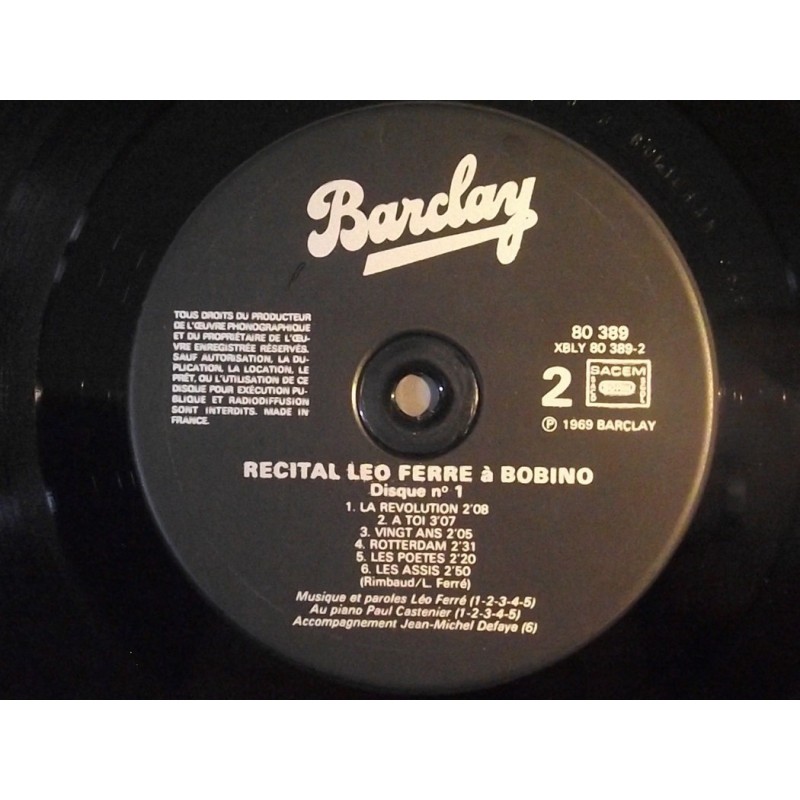 Barclay
TOUS DROITS DU PRODUCTEUR
DE L'ŒUVRE PHONOGRAPHIQUE
ET DU PROPRIÉTAIRE DE L'ŒU-
VRE ENREGISTRÉE RÉSERVÉS.
SAUF AUTORISATION, LA DU-
PLICATION, LA LOCATION, LE
PRÊT, OU L'UTILISATION DE CE
DISQUE POUR EXÉCUTION PU-
BLIQUE ET RADIODIFFUSION
SONT INTERDITS. MADE IN
FRANCE.
80 389
XBLY 80 389-2
2
SACEM
℗ 1969 BARCLAY
RECITAL LEO FERRE à BOBINO
Disque nº 1
1. LA REVOLUTION 2'08
2. A TOI 3'07
3. VINGT ANS 2'05
4. ROTTERDAM 2'31
5. LES POETES 2'20
6. LES ASSIS 2'50
(Rimbaud/L. Ferré)
Musique et paroles Léo Ferré (1-2-3-4-5)
Au piano Paul Castenier (1-2-3-4-5)
Accompagnement Jean-Michel Defaye (6)